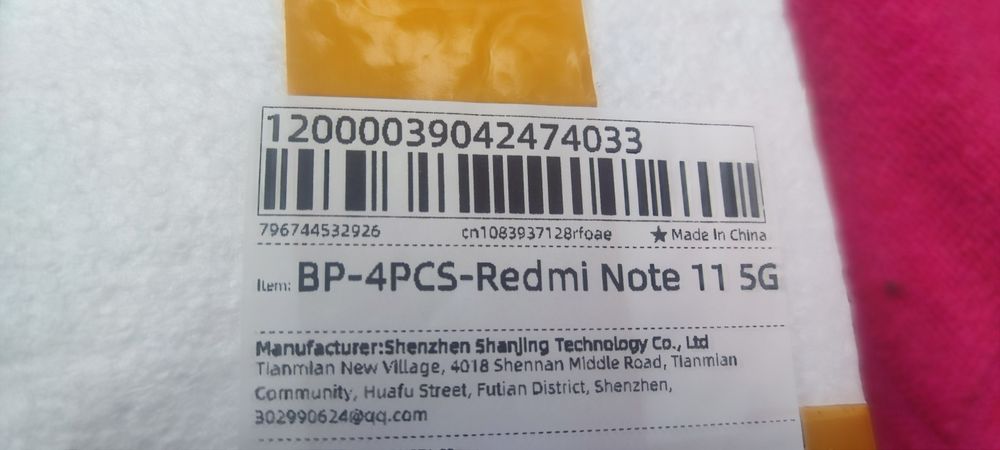 12000039042474033
796744532926 cn1083937128rfoae ★ Made In China
Item: BP-4PCS-Redmi Note 11 5G
Manufacturer:Shenzhen Shanjing Technology Co., Ltd
Tianmian New Village, 4018 Shennan Middle Road, Tianmian
Community, Huafu Street, Futian District, Shenzhen,
302990624@qq.com